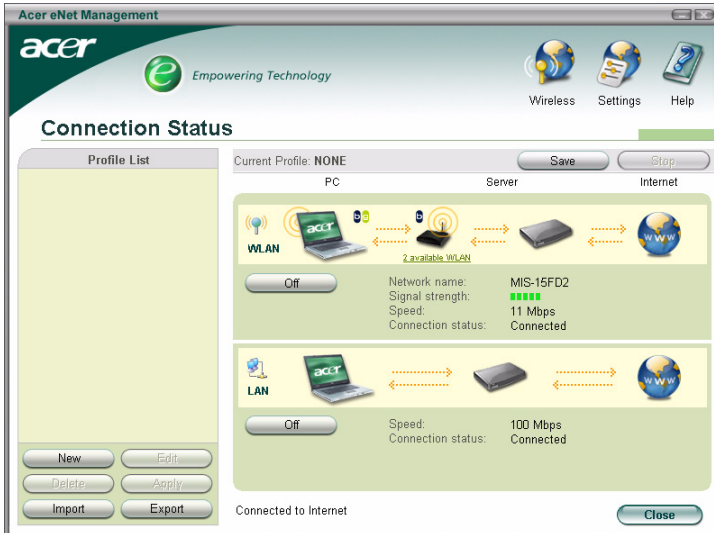 Acer eNet Management
acer
Empowering Technology
Wireless Settings Help
Connection Status
Profile List
Current Profile: NONE
Save Stop
PC Server Internet
WLAN
acer
b g
b
2 available WLAN
WWW
Off
Network name: MIS-15FD2
Signal strength:
Speed: 11 Mbps
Connection status: Connected
LAN
acer
WWW
Off
Speed: 100 Mbps
Connection status: Connected
New Edit
Delete Apply
Import Export
Connected to Internet
Close